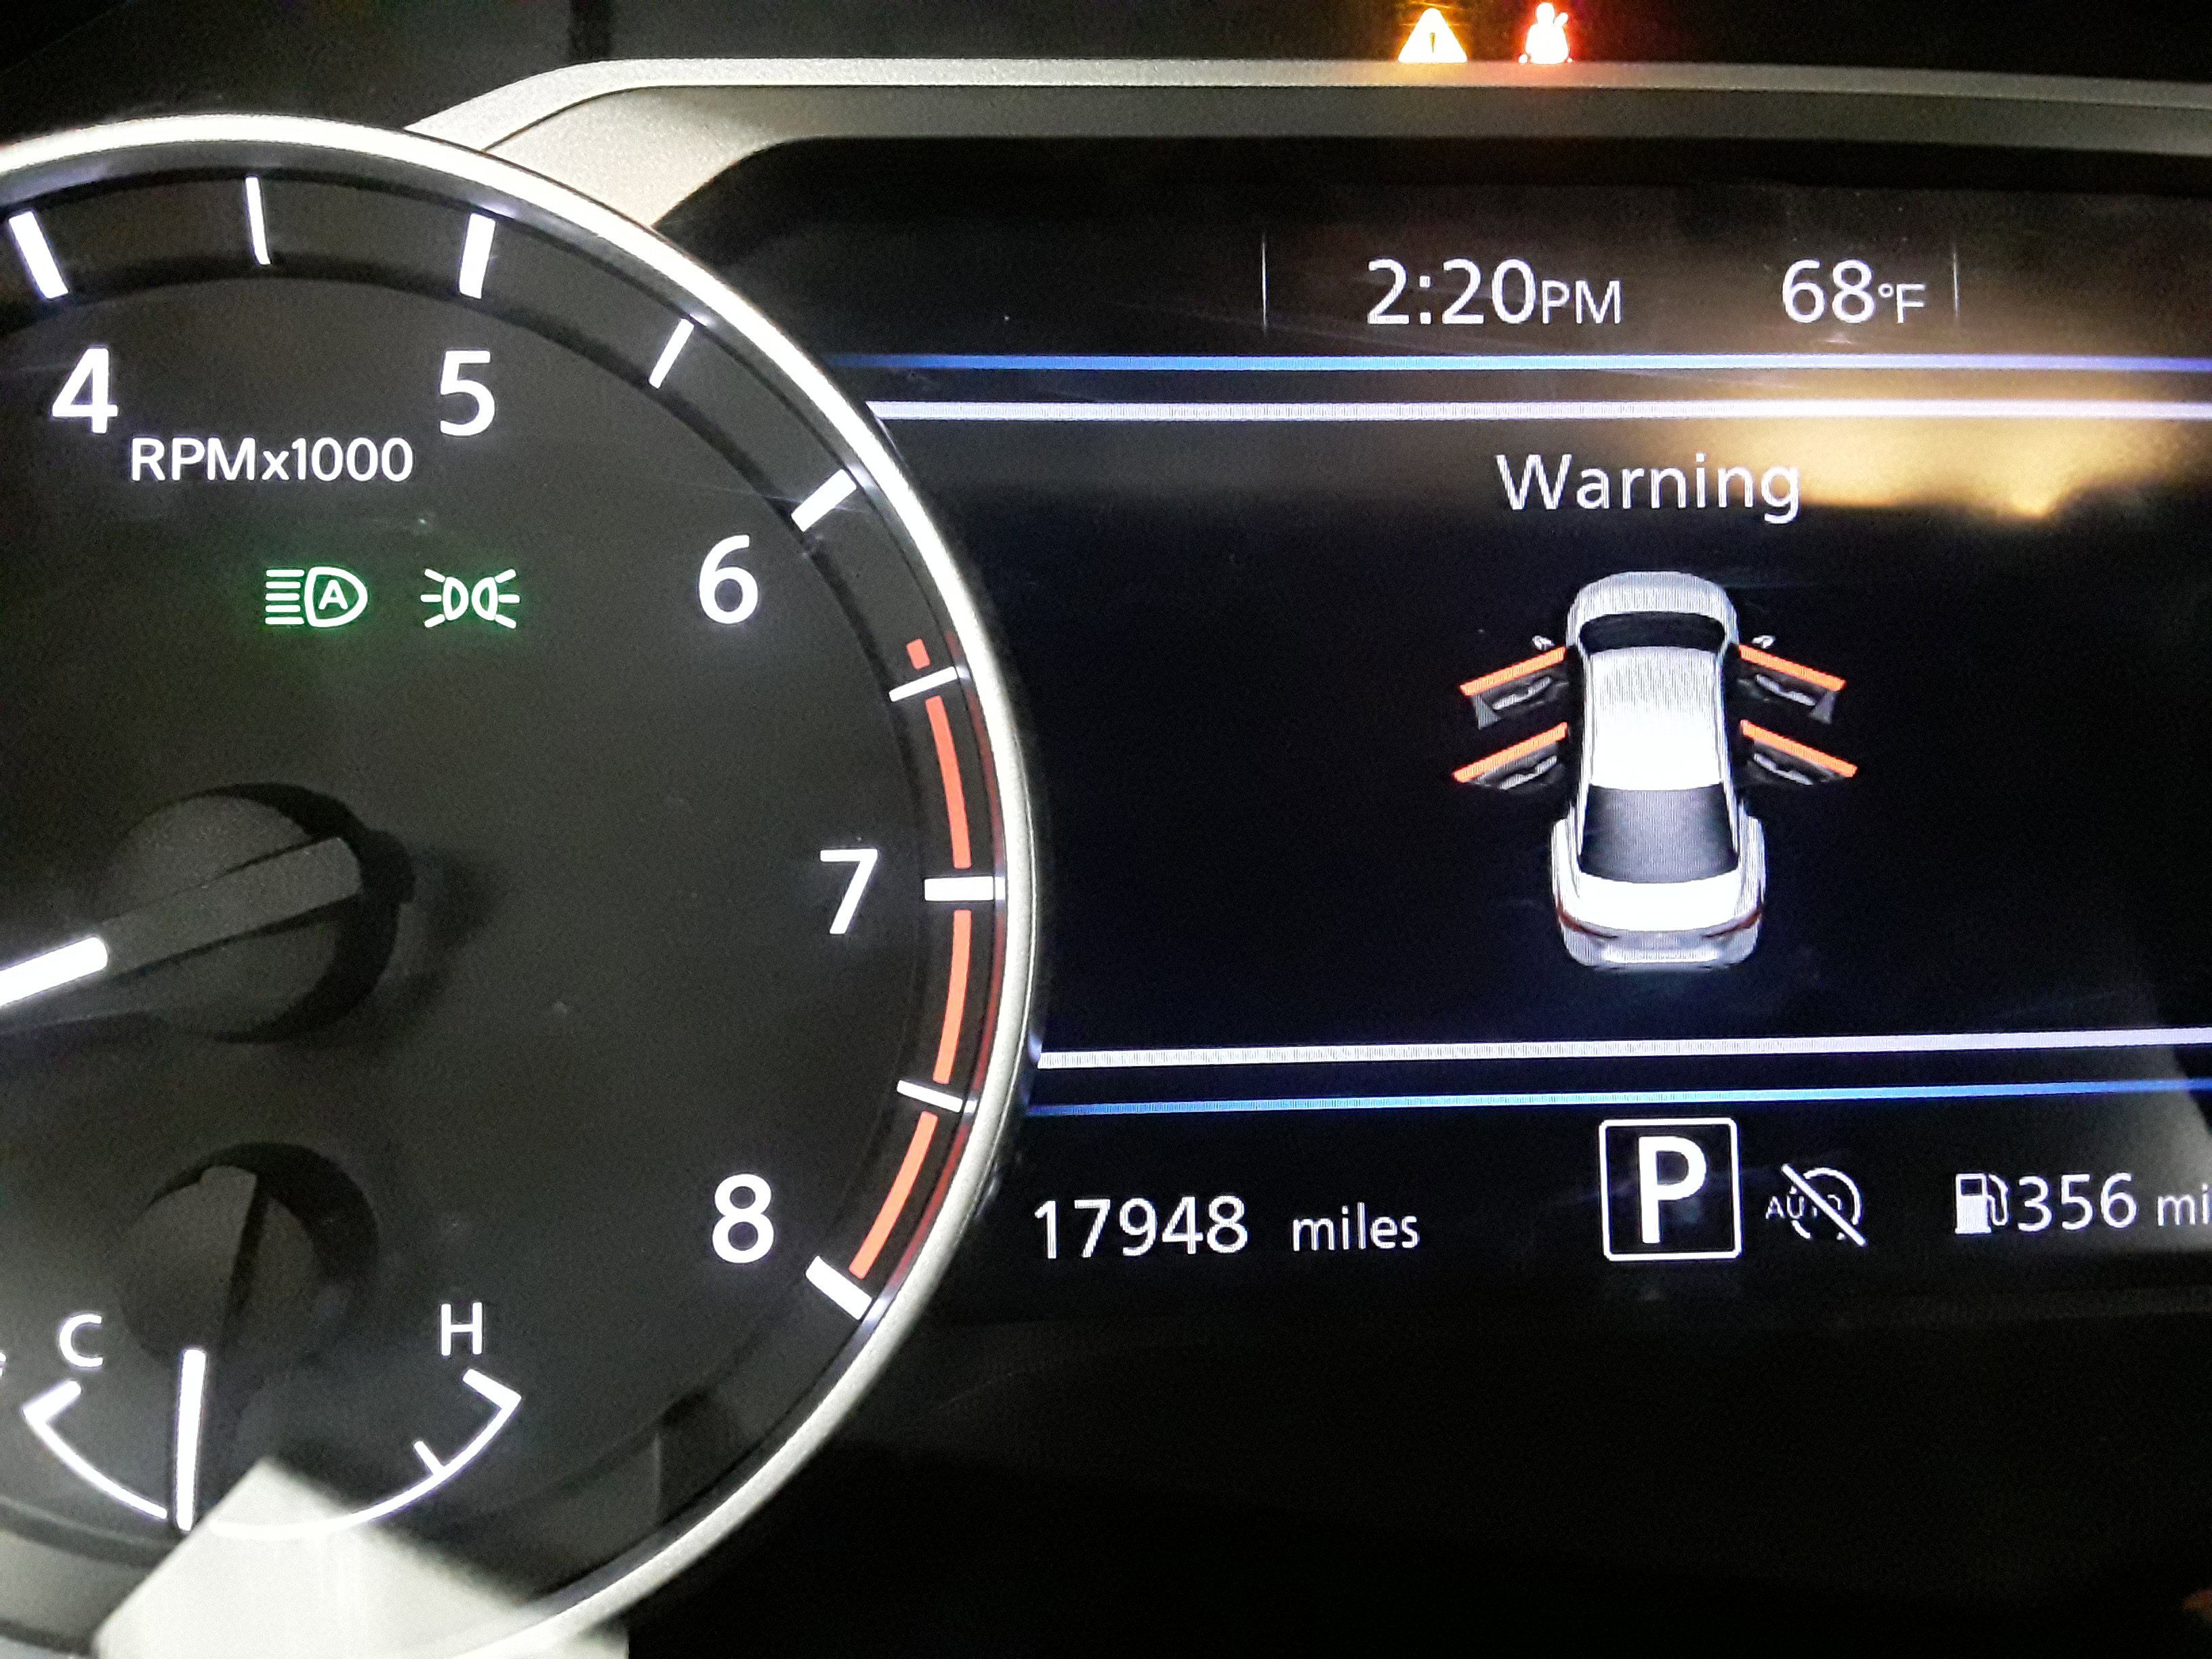 2:20PM 68°F
4 5
RPMx1000
Warning
A
6
7
8
17948 miles P AUTO 356 mi
C H